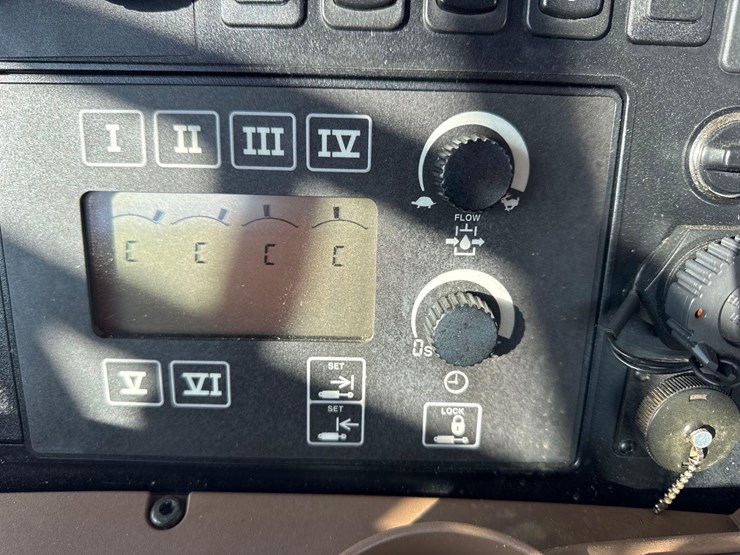 I II III IV
FLOW
C C C C
0s
V VI
SET
SET
LOCK